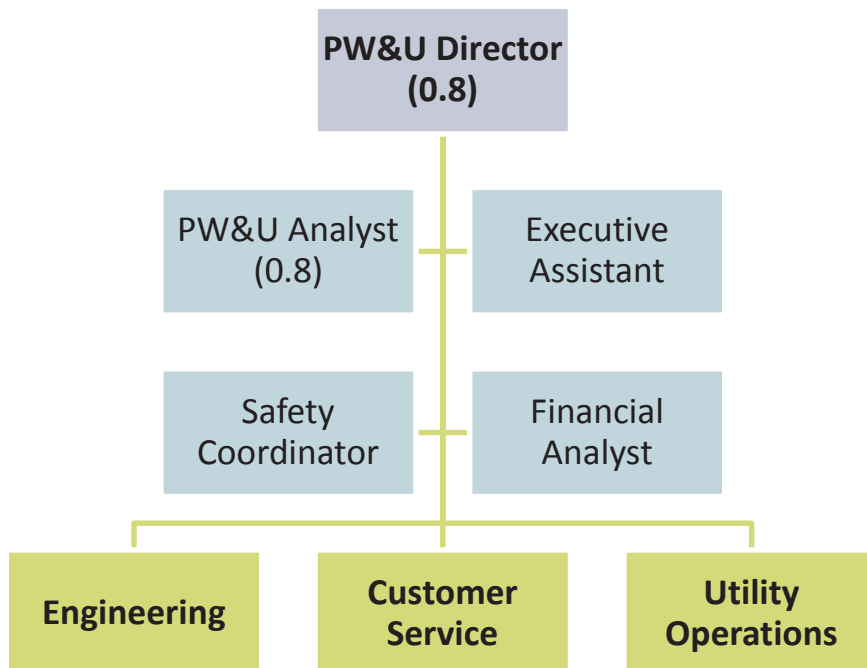 PW&U Director
(0.8)
PW&U Analyst
(0.8)
Executive
Assistant
Safety
Coordinator
Financial
Analyst
Engineering
Customer
Service
Utility
Operations